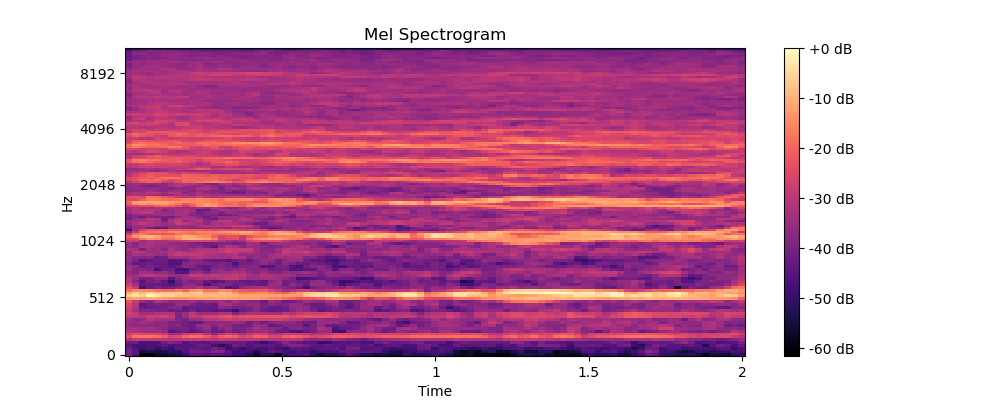 Mel Spectrogram
Hz
8192
4096
2048
1024
512
0
0
0.5
1
1.5
2
Time
+0 dB
-10 dB
-20 dB
-30 dB
-40 dB
-50 dB
-60 dB